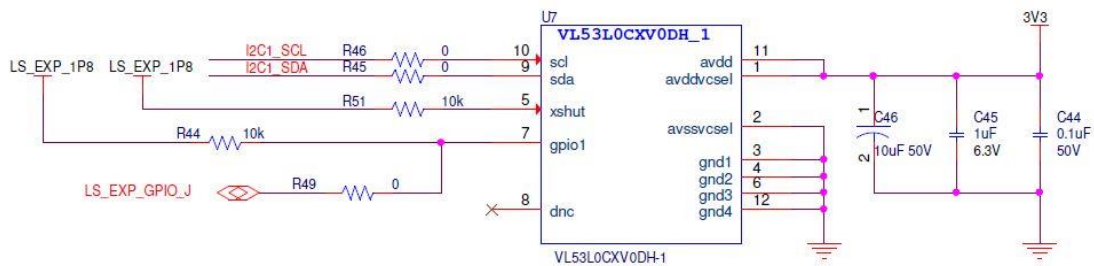 U7
VL53L0CXV0DH_1
3V3
I2C1_SCL R46 0 10 scl avdd 11
LS_EXP_1P8 LS_EXP_1P8 I2C1_SDA R45 0 9 sda avddvcsel 1
R51 10k 5 xshut
R44 10k 7 gpio1 avssvcsel 2
1 C46 10uF 50V 2
C45 1uF 6.3V
C44 0.1uF 50V
gnd1 3
gnd2 4
LS_EXP_GPIO_J R49 0 gnd3 6
8 dnc gnd4 12
VL53L0CXV0DH-1